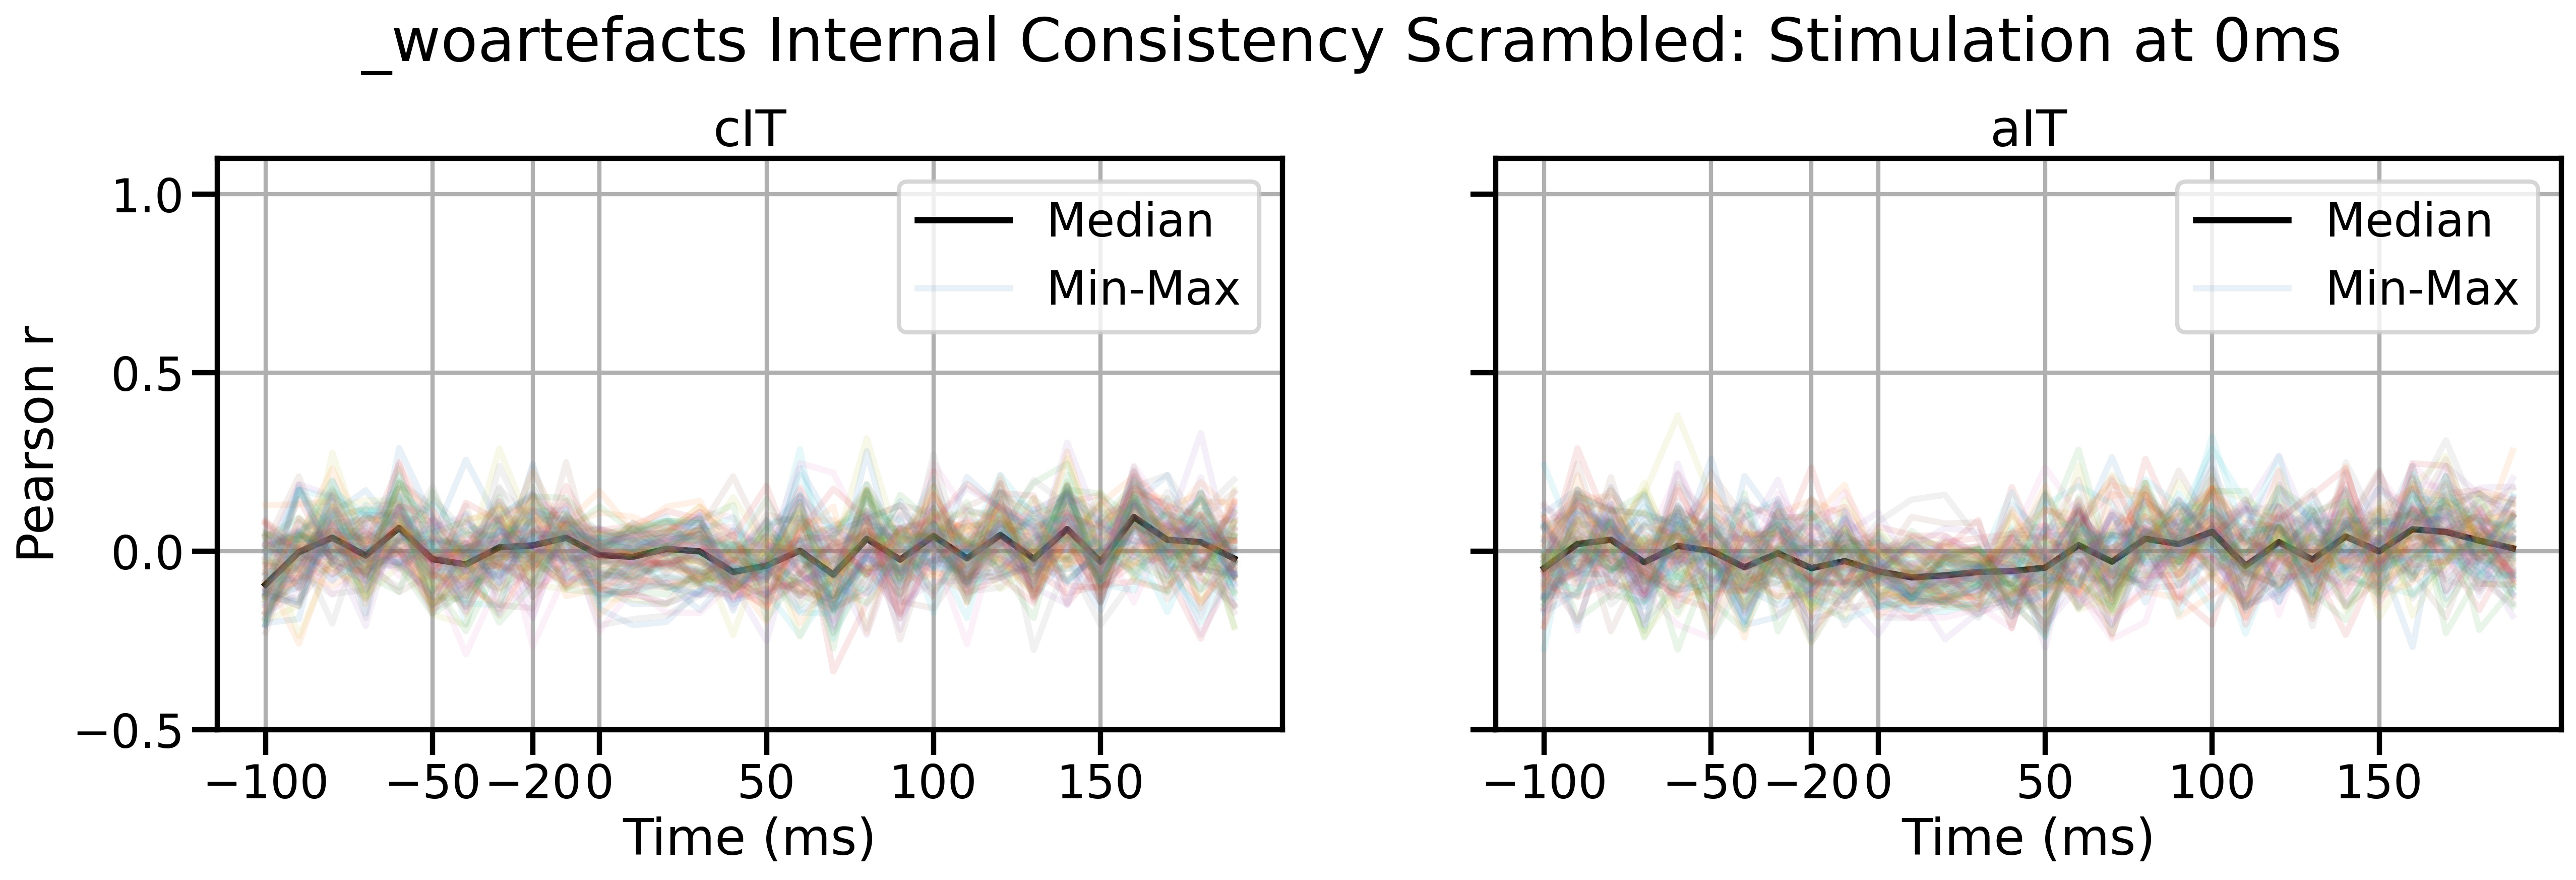 _woartefacts Internal Consistency Scrambled: Stimulation at 0ms
cIT
aIT
Pearson r
1.0
0.5
0.0
−0.5
Median
Min-Max
Median
Min-Max
−100 −50 −20 0 50 100 150
−100 −50 −20 0 50 100 150
Time (ms)
Time (ms)